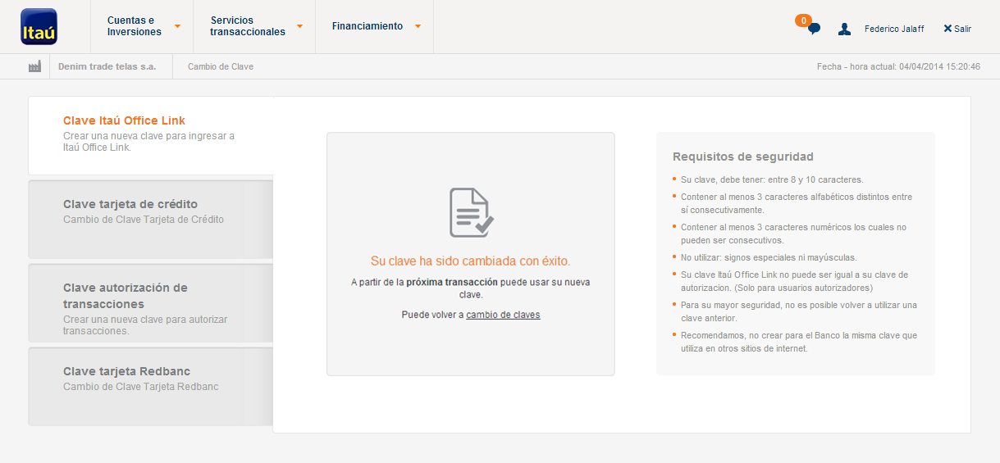 Itaú
Cuentas e
Inversiones
Servicios
transaccionales
Financiamiento
0
Federico Jalaff
Salir
Denim trade telas s.a.
Cambio de Clave
Fecha - hora actual: 04/04/2014 15:20:46
Clave Itaú Office Link
Crear una nueva clave para ingresar a
Itaú Office Link.
Clave tarjeta de crédito
Cambio de Clave Tarjeta de Crédito
Clave autorización de
transacciones
Crear una nueva clave para autorizar
transacciones.
Clave tarjeta Redbanc
Cambio de Clave Tarjeta Redbanc
Su clave ha sido cambiada con éxito.
A partir de la próxima transacción puede usar su nueva
clave.
Puede volver a cambio de claves
Requisitos de seguridad
Su clave, debe tener: entre 8 y 10 caracteres.
Contener al menos 3 caracteres alfabéticos distintos entre
sí consecutivamente.
Contener al menos 3 caracteres numéricos los cuales no
pueden ser consecutivos.
No utilizar: signos especiales ni mayúsculas.
Su clave Itaú Office Link no puede ser igual a su clave de
autorizacion. (Solo para usuarios autorizadores)
Para su mayor seguridad, no es posible volver a utilizar una
clave anterior.
Recomendamos, no crear para el Banco la misma clave que
utiliza en otros sitios de internet.